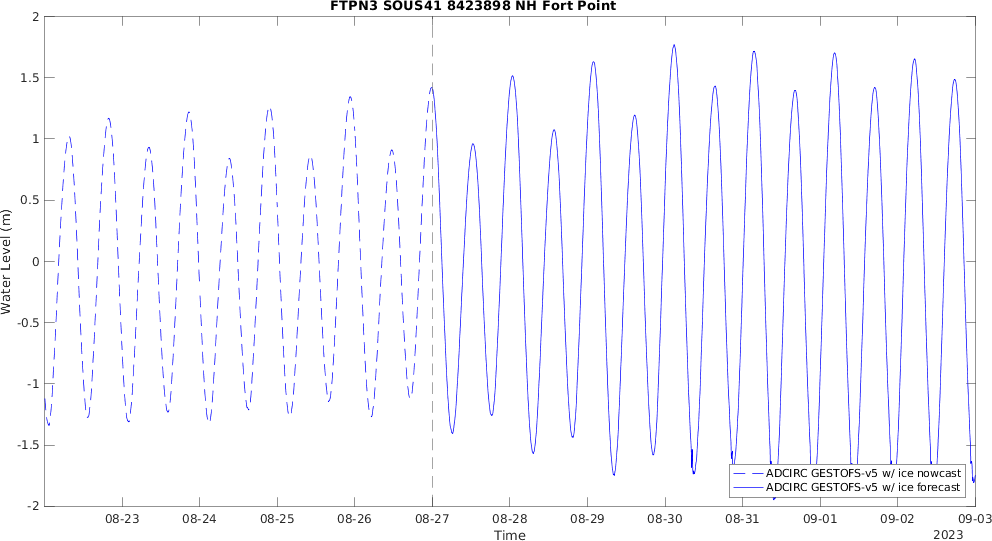 FTPN3 SOUS41 8423898 NH Fort Point
2
1.5
1
0.5
0
-0.5
-1
-1.5
-2
Water Level (m)
ADCIRC GESTOFS-v5 w/ ice nowcast
ADCIRC GESTOFS-v5 w/ ice forecast
08-23 08-24 08-25 08-26 08-27 08-28 08-29 08-30 08-31 09-01 09-02 09-03
Time
2023